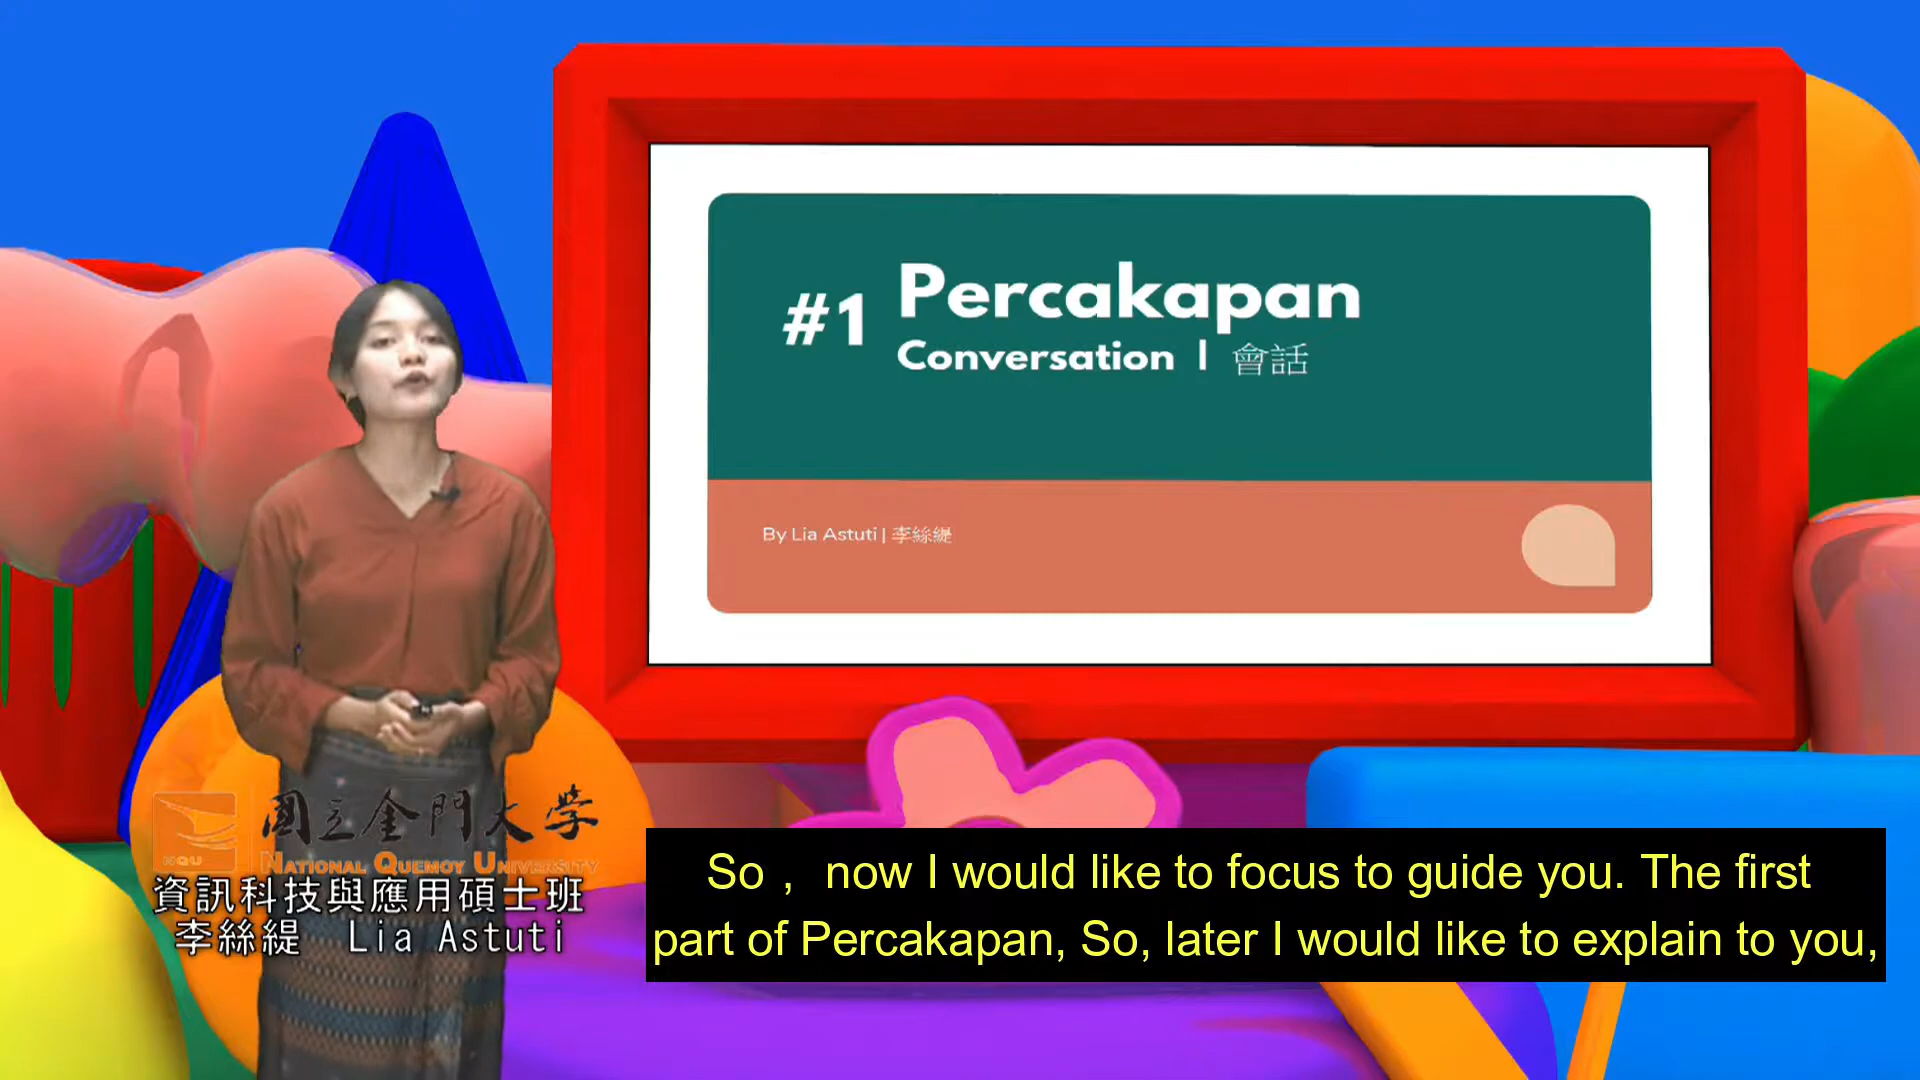 #1 Percakapan
Conversation | 會話
By Lia Astuti | 李絲緹
NQU 國立金門大學
NATIONAL QUEMOY UNIVERSITY
資訊科技與應用碩士班
李絲緹 Lia Astuti
So， now I would like to focus to guide you. The first
part of Percakapan, So, later I would like to explain to you,